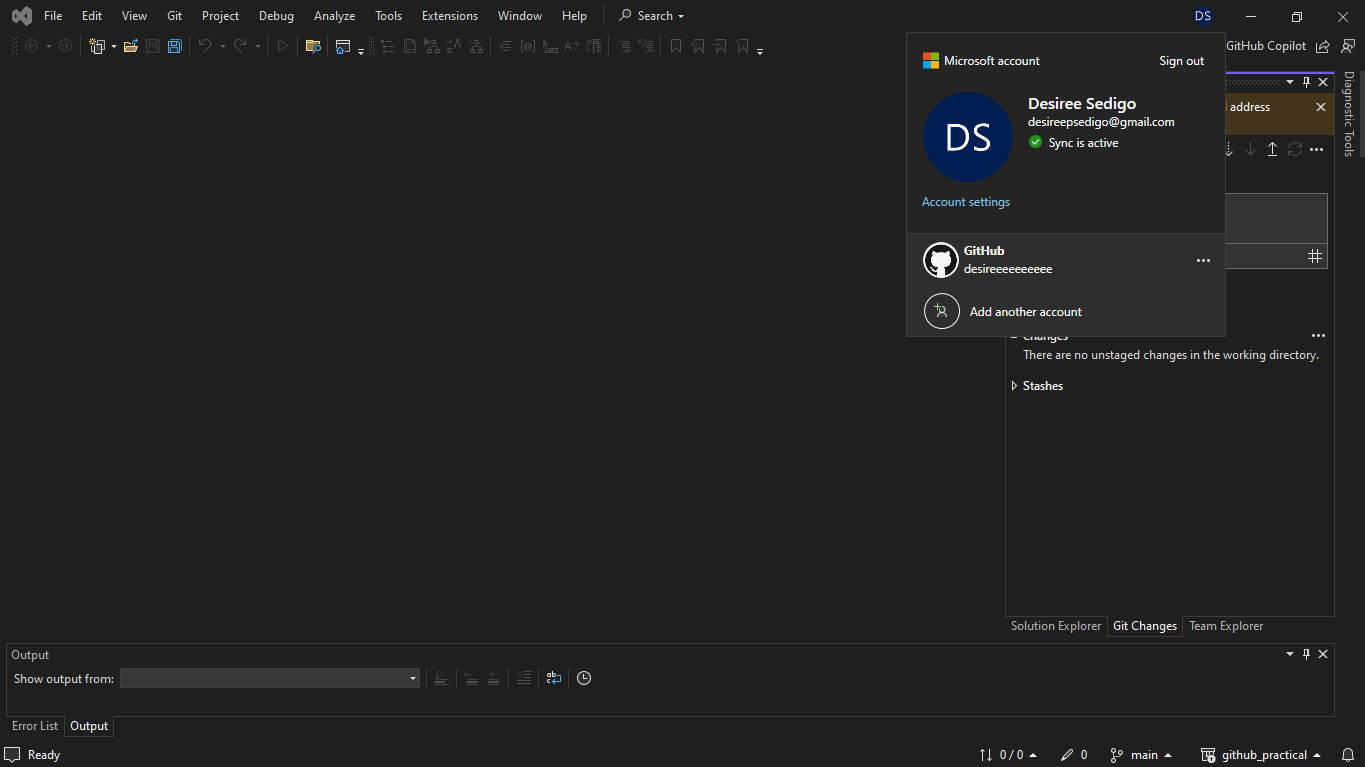 File Edit View Git Project Debug Analyze Tools Extensions Window Help Search DS
GitHub Copilot
Microsoft account Sign out
DS
Desiree Sedigo
desireepsedigo@gmail.com
Sync is active
Account settings
GitHub
desireeeeeeeeee
Add another account
address
Diagnostic Tools
Changes
There are no unstaged changes in the working directory.
Stashes
Solution Explorer Git Changes Team Explorer
Output
Show output from:
Error List Output
Ready 0 / 0 0 main github_practical